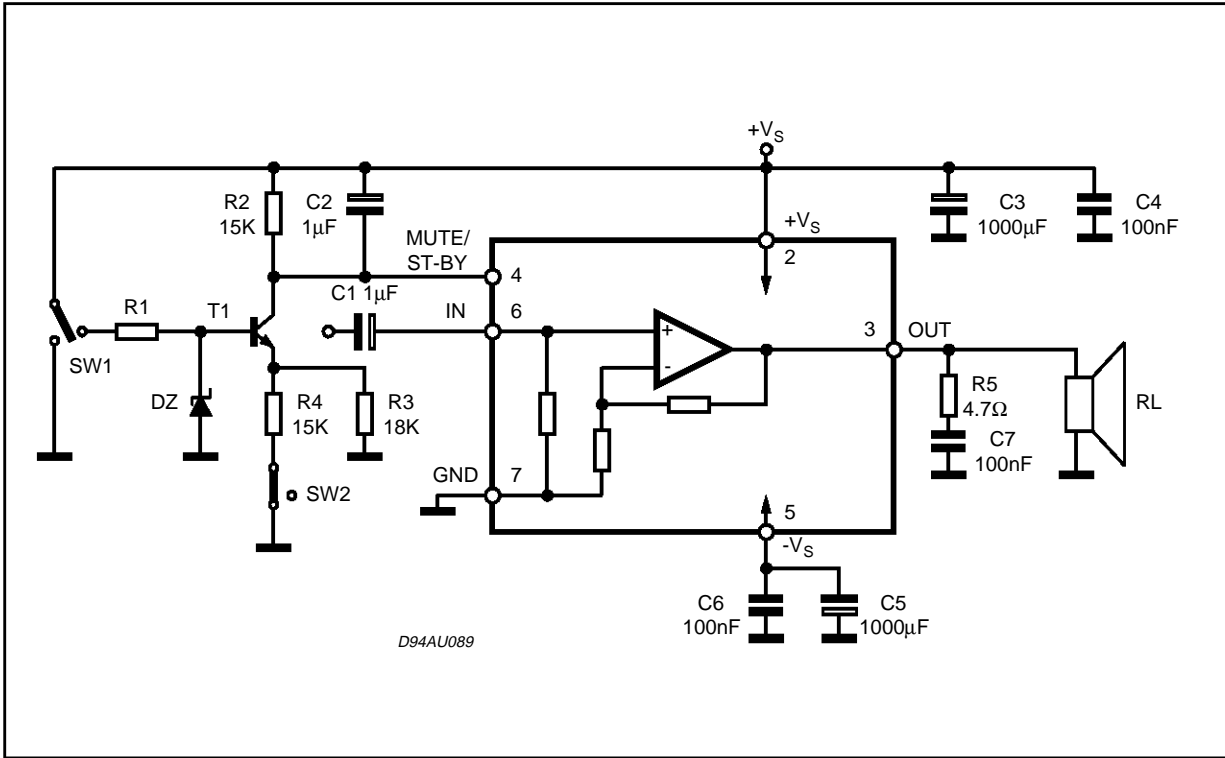 +VS
R2
15K
C2
1µF
C3
1000µF
C4
100nF
+VS
2
MUTE/
ST-BY
4
R1
T1
C1 1µF
IN
6
+
-
3
OUT
SW1
DZ
R4
15K
R3
18K
R5
4.7Ω
RL
C7
100nF
GND
7
SW2
5
-VS
C6
100nF
C5
1000µF
D94AU089